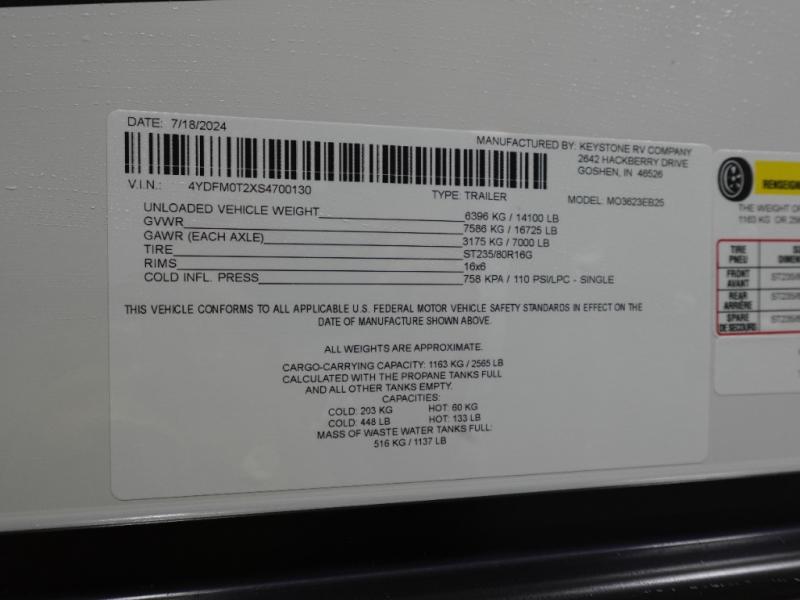 DATE: 7/18/2024
MANUFACTURED BY: KEYSTONE RV COMPANY
2642 HACKBERRY DRIVE
GOSHEN, IN 46526
V.I.N.: 4YDFM0T2XS4700130
TYPE: TRAILER
MODEL: MO3623EB25
UNLOADED VEHICLE WEIGHT 6396 KG / 14100 LB
GVWR 7586 KG / 16725 LB
GAWR (EACH AXLE) 3175 KG / 7000 LB
TIRE ST235/80R16G
RIMS 16x6
COLD INFL. PRESS 758 KPA / 110 PSI/LPC - SINGLE
THIS VEHICLE CONFORMS TO ALL APPLICABLE U.S. FEDERAL MOTOR VEHICLE SAFETY STANDARDS IN EFFECT ON THE
DATE OF MANUFACTURE SHOWN ABOVE.
ALL WEIGHTS ARE APPROXIMATE.
CARGO-CARRYING CAPACITY: 1163 KG / 2565 LB
CALCULATED WITH THE PROPANE TANKS FULL
AND ALL OTHER TANKS EMPTY.
CAPACITIES:
COLD: 203 KG HOT: 60 KG
COLD: 448 LB HOT: 133 LB
MASS OF WASTE WATER TANKS FULL:
516 KG / 1137 LB
THE WEIGHT
1163 KG OR
TIRE
PNEU
FRONT
AVANT
REAR
ARRIÈRE
SPARE
DE SECOURS